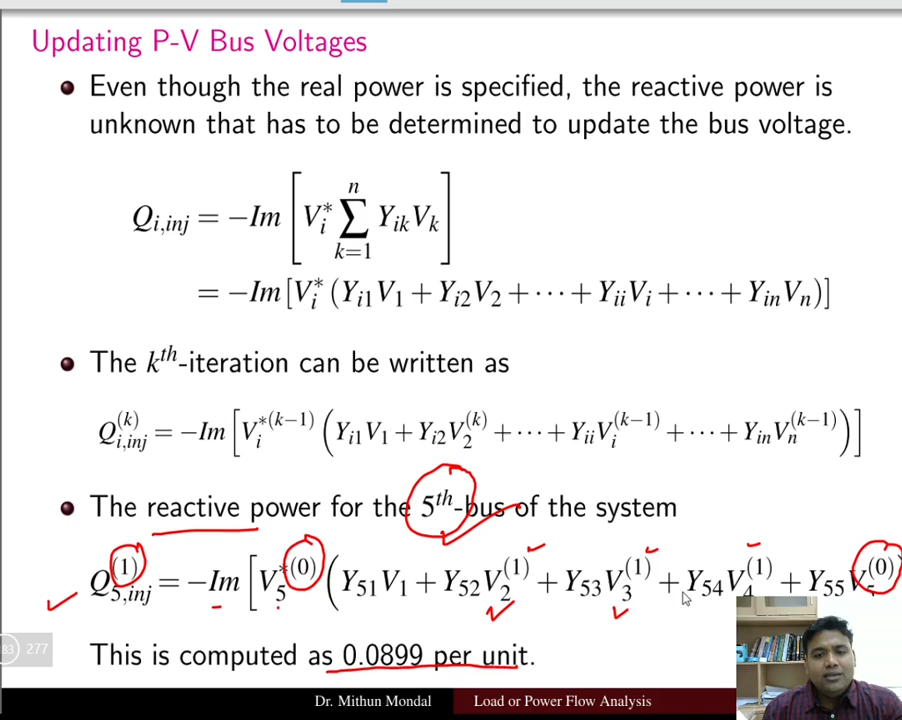 Updating P-V Bus Voltages
Even though the real power is specified, the reactive power is
unknown that has to be determined to update the bus voltage.
Q_{i,inj} = −Im [V_i^* ∑_{k=1}^{n} Y_{ik}V_k]
= −Im[V_i^* (Y_{i1}V_1 + Y_{i2}V_2 + ··· + Y_{ii}V_i + ··· + Y_{in}V_n)]
The k^{th}-iteration can be written as
Q_{i,inj}^{(k)} = −Im [V_i^{*(k−1)} (Y_{i1}V_1 + Y_{i2}V_2^{(k)} + ··· + Y_{ii}V_i^{(k−1)} + ··· + Y_{in}V_n^{(k−1)})]
The reactive power for the 5^{th}-bus of the system
Q_{5,inj}^{(1)} = −Im [V_5^{*(0)} (Y_{51}V_1 + Y_{52}V_2^{(1)} + Y_{53}V_3^{(1)} + Y_{54}V_4^{(1)} + Y_{55}V_5^{(0)}
This is computed as 0.0899 per unit.
83 277
Dr. Mithun Mondal Load or Power Flow Analysis